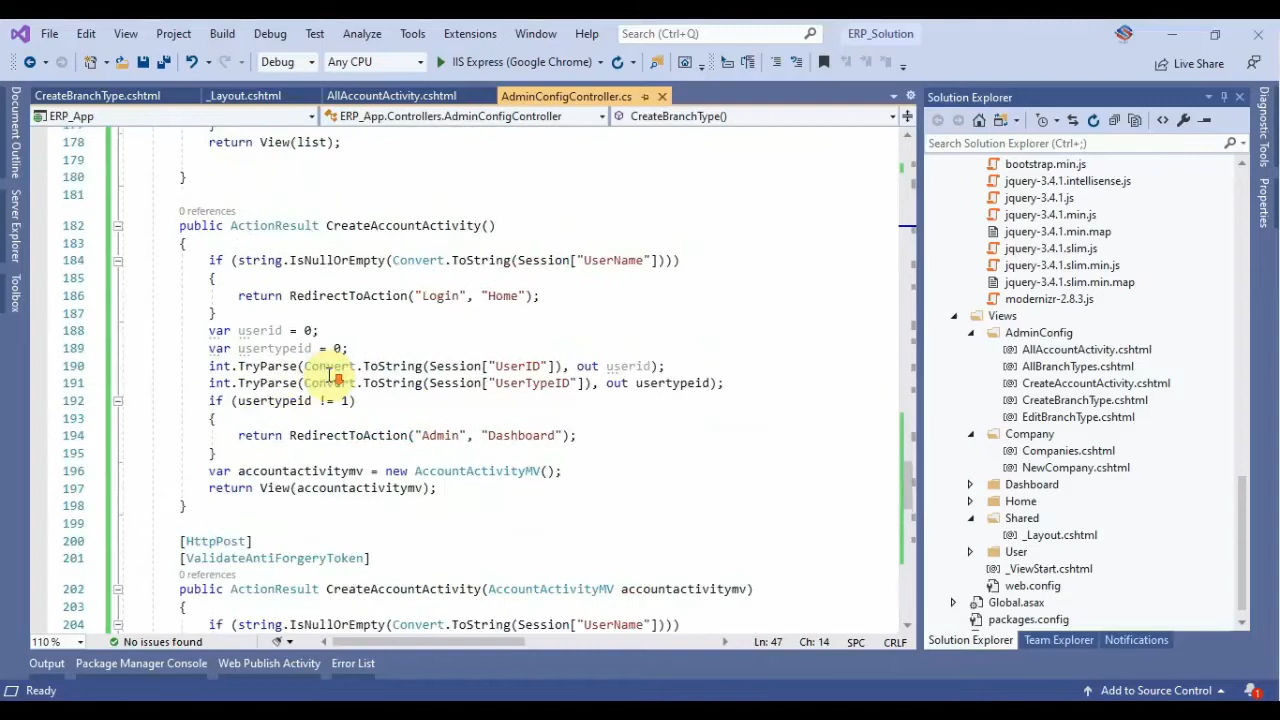 File Edit View Project Build Debug Test Analyze Tools Extensions Window Help Search (Ctrl+Q) ERP_Solution
Debug Any CPU IIS Express (Google Chrome) Live Share
CreateBranchType.cshtml _Layout.cshtml AllAccountActivity.cshtml AdminConfigController.cs
ERP_App ERP_App.Controllers.AdminConfigController CreateBranchType()
Document Outline
Server Explorer
Toolbox
177 }
178 return View(list);
179
180 }
181
0 references
182 public ActionResult CreateAccountActivity()
183 {
184 if (string.IsNullOrEmpty(Convert.ToString(Session["UserName"])))
185 {
186 return RedirectToAction("Login", "Home");
187 }
188 var userid = 0;
189 var usertypeid = 0;
190 int.TryParse(Convert.ToString(Session["UserID"]), out userid);
191 int.TryParse(Convert.ToString(Session["UserTypeID"]), out usertypeid);
192 if (usertypeid != 1)
193 {
194 return RedirectToAction("Admin", "Dashboard");
195 }
196 var accountactivitymv = new AccountActivityMV();
197 return View(accountactivitymv);
198 }
199
200 [HttpPost]
201 [ValidateAntiForgeryToken]
0 references
202 public ActionResult CreateAccountActivity(AccountActivityMV accountactivitymv)
203 {
204 if (string.IsNullOrEmpty(Convert.ToString(Session["UserName"])))
110 % No issues found Ln: 47 Ch: 14 SPC CRLF
Solution Explorer
Search Solution Explorer (Ctrl+;)
bootstrap.min.js
jquery-3.4.1.intellisense.js
jquery-3.4.1.js
jquery-3.4.1.min.js
jquery-3.4.1.min.map
jquery-3.4.1.slim.js
jquery-3.4.1.slim.min.js
jquery-3.4.1.slim.min.map
modernizr-2.8.3.js
Views
AdminConfig
AllAccountActivity.cshtml
AllBranchTypes.cshtml
CreateAccountActivity.cshtml
CreateBranchType.cshtml
EditBranchType.cshtml
Company
Companies.cshtml
NewCompany.cshtml
Dashboard
Home
Shared
_Layout.cshtml
User
_ViewStart.cshtml
web.config
Global.asax
packages.config
Solution Explorer Team Explorer Notifications
Diagnostic Tools
Properties
Output Package Manager Console Web Publish Activity Error List
Ready Add to Source Control 1